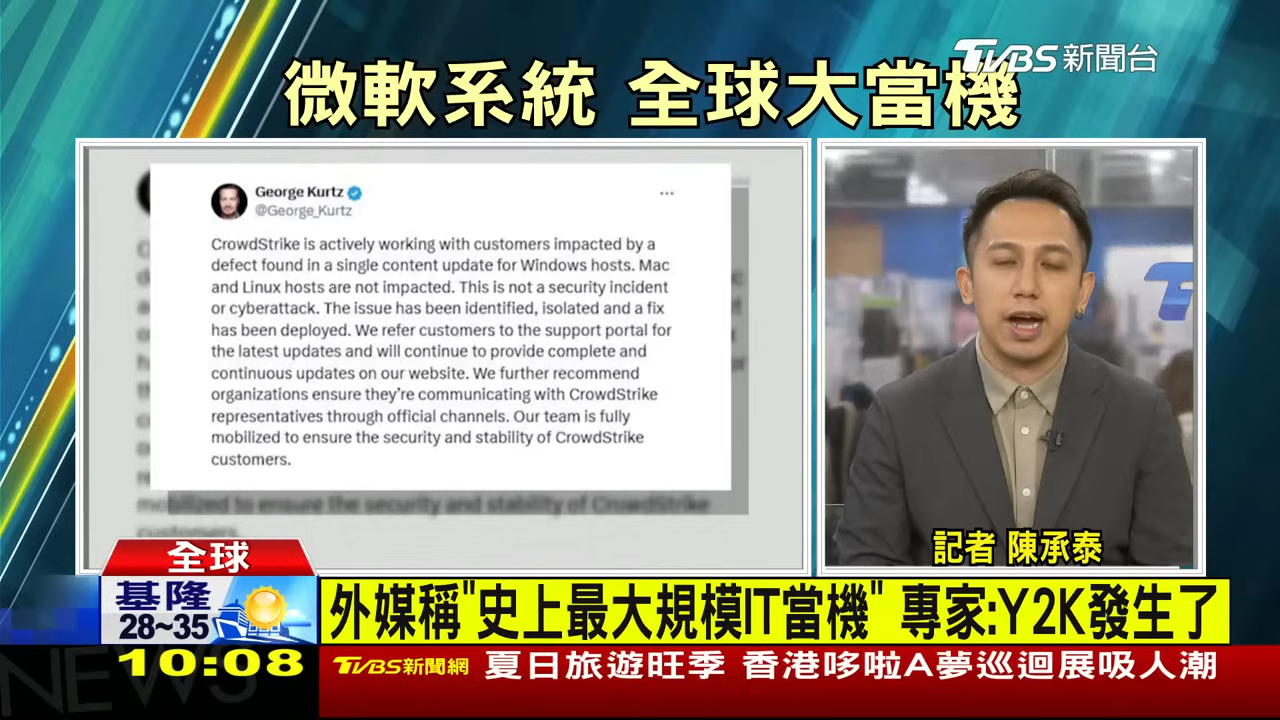 TVBS新聞台
微軟系統 全球大當機
George Kurtz
@George_Kurtz
CrowdStrike is actively working with customers impacted by a
defect found in a single content update for Windows hosts. Mac
and Linux hosts are not impacted. This is not a security incident
or cyberattack. The issue has been identified, isolated and a fix
has been deployed. We refer customers to the support portal for
the latest updates and will continue to provide complete and
continuous updates on our website. We further recommend
organizations ensure they're communicating with CrowdStrike
representatives through official channels. Our team is fully
mobilized to ensure the security and stability of CrowdStrike
customers.
mobilized to ensure the security and stability of CrowdStrike
customers.
記者 陳承泰
全球
基隆
28~35
外媒稱"史上最大規模IT當機" 專家:Y2K發生了
10:08
TVBS新聞網 夏日旅遊旺季 香港哆啦A夢巡迴展吸人潮
NEWS